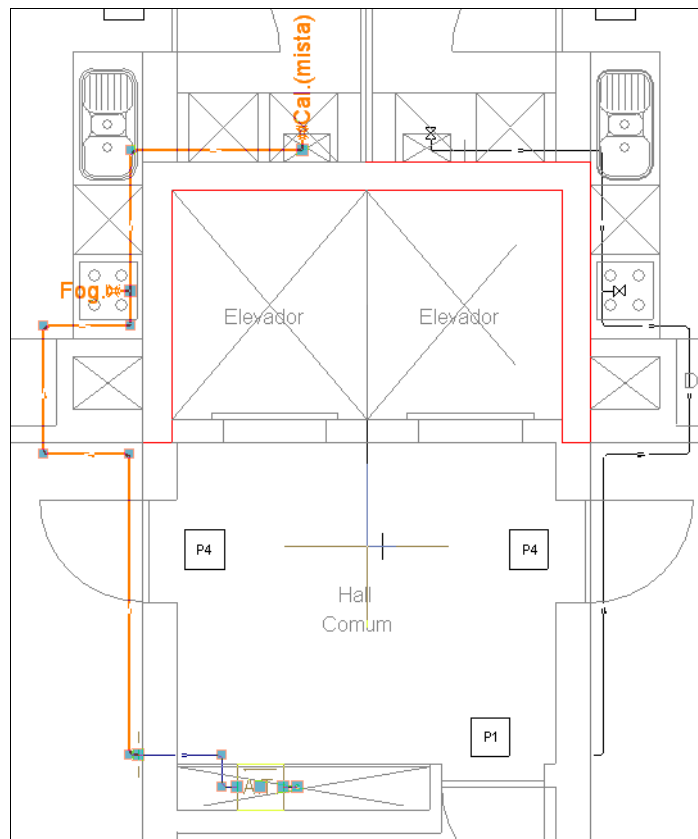 Cal.(mista)
Fog.
Elevador
Elevador
D
P4
P4
Hall
Comum
P1